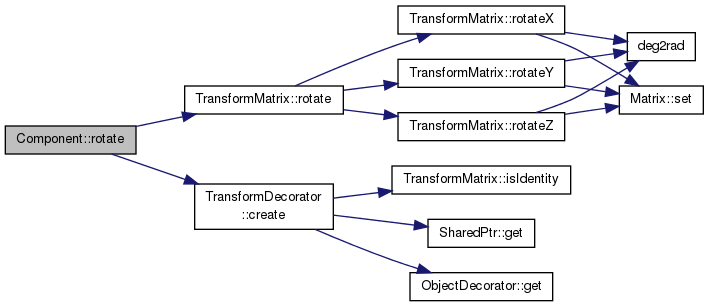 Component::rotate
TransformMatrix::rotate
TransformDecorator
::create
TransformMatrix::rotateX
TransformMatrix::rotateY
TransformMatrix::rotateZ
TransformMatrix::isIdentity
SharedPtr::get
ObjectDecorator::get
deg2rad
Matrix::set